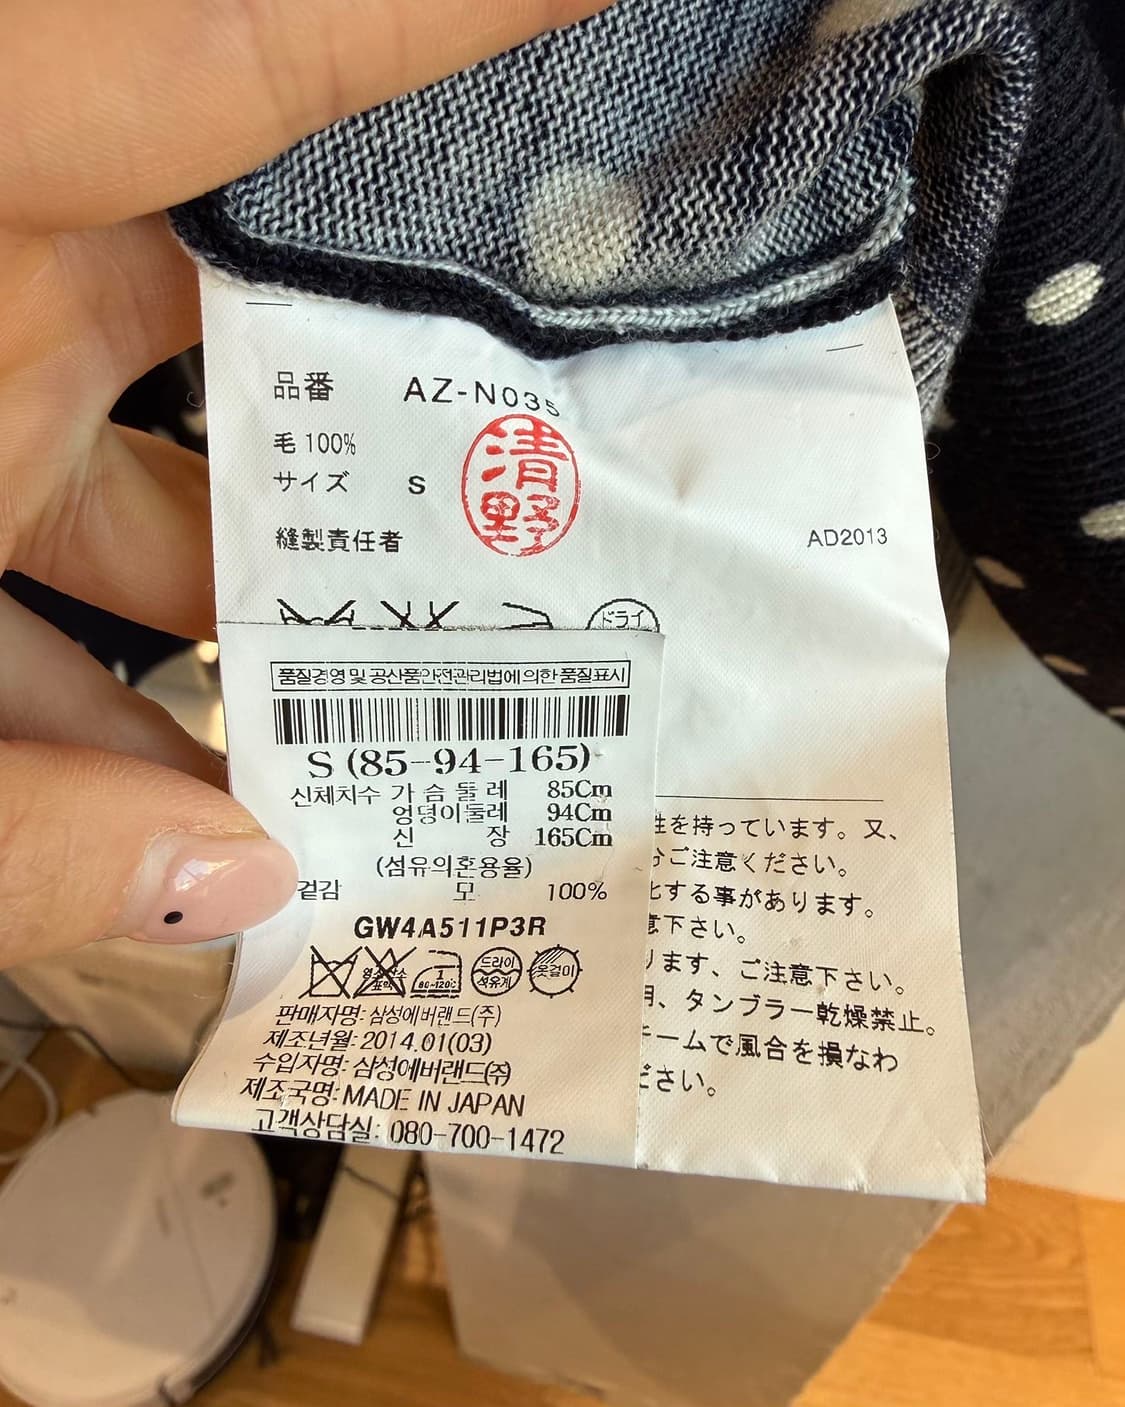 品番 AZ-N035
毛 100%
サイズ S
清野
縫製責任者
AD2013
ドライ
품질경영 및 공산품안전관리법에 의한 품질표시
S (85-94-165)
신체치수 가 슴 둘 레 85Cm
엉덩이둘레 94Cm
신 장 165Cm
(섬유의혼용율)
겉감 모 100%
GW4A511P3R
드라이
80~120℃
석유계
옷걸이
판매자명: 삼성에버랜드(주)
제조년월: 2014.01(03)
수입자명: 삼성에버랜드(주)
제조국명: MADE IN JAPAN
고객상담실: 080-700-1472
性を持っています。又、
ご注意ください。
する事があります。
意下さい。
ります、ご注意下さい。
用、タンブラー乾燥禁止。
ームで風合を損なわ
ださい。